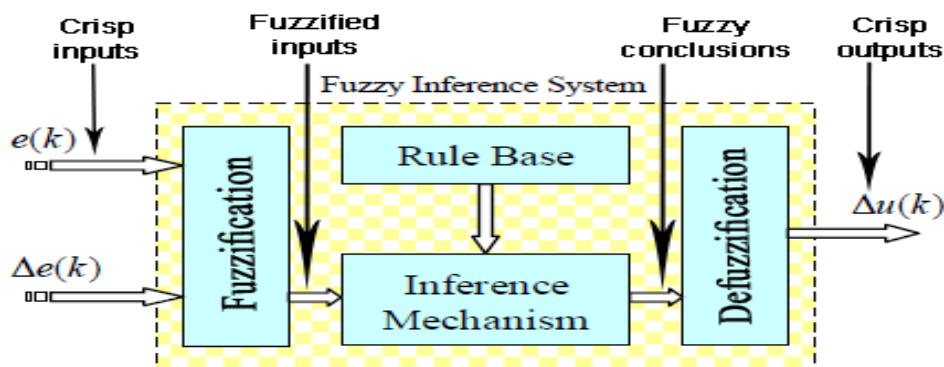 Crisp
inputs
Fuzzified
inputs
Fuzzy
conclusions
Crisp
outputs
Fuzzy Inference System
e(k)
Δe(k)
Fuzzification
Rule Base
Inference
Mechanism
Defuzzification
Δu(k)